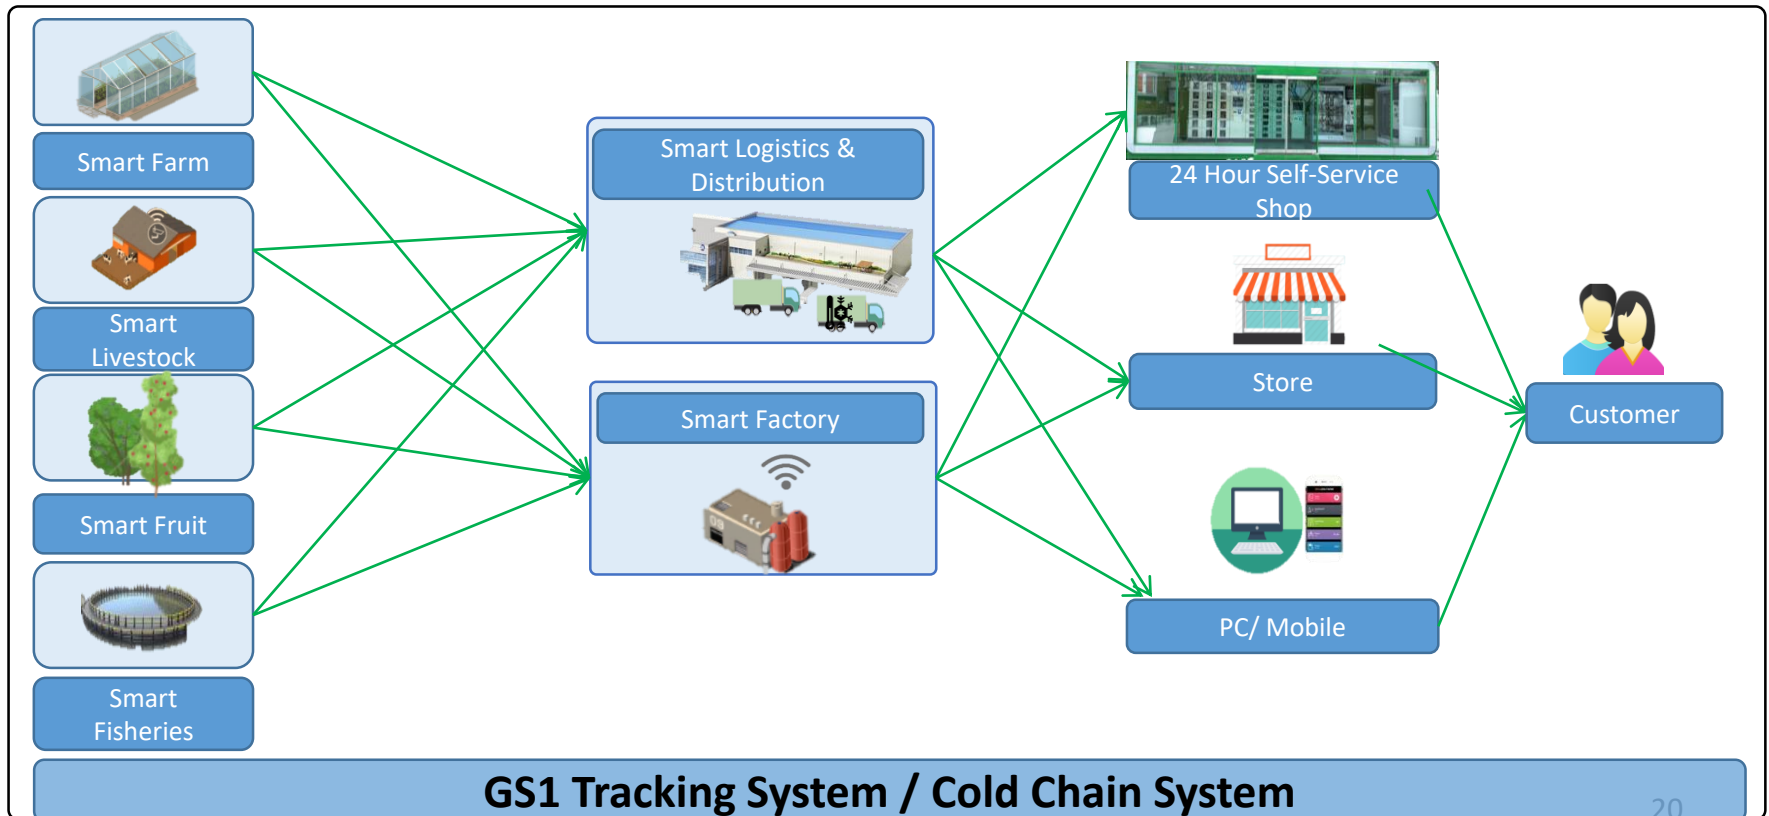 Smart Farm
Smart
Livestock
Smart Fruit
Smart
Fisheries
Smart Logistics &
Distribution
Smart Factory
24 Hour Self-Service
Shop
Store
PC/ Mobile
Customer
GS1 Tracking System / Cold Chain System
20